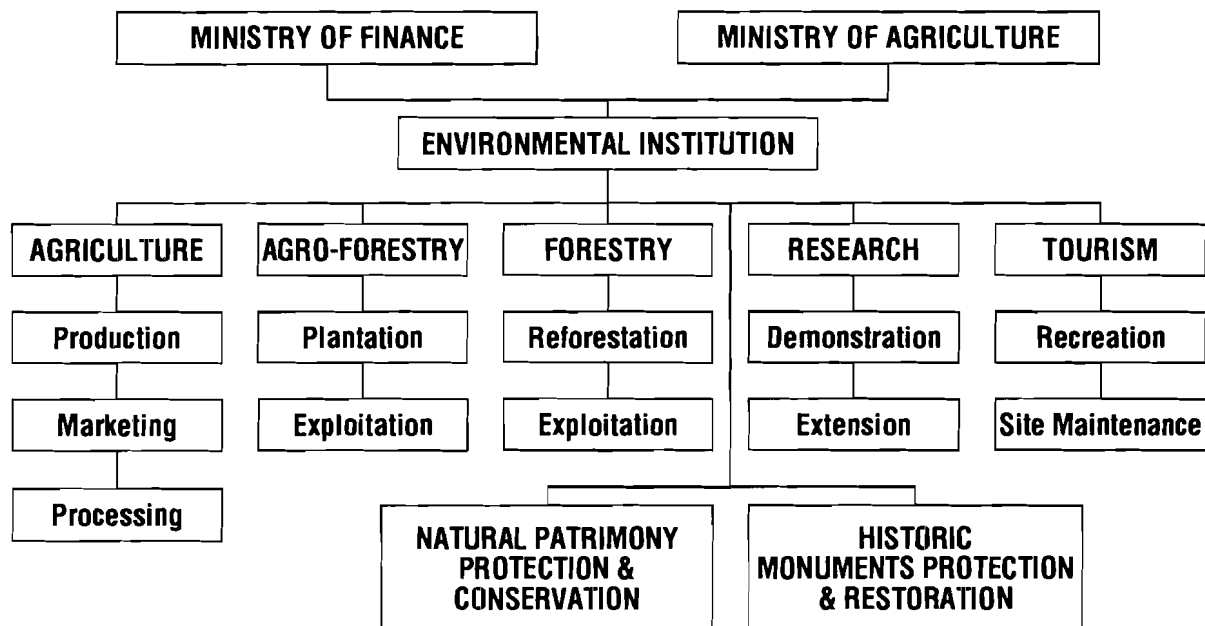 MINISTRY OF FINANCE
MINISTRY OF AGRICULTURE
ENVIRONMENTAL INSTITUTION
AGRICULTURE
AGRO-FORESTRY
FORESTRY
RESEARCH
TOURISM
Production
Plantation
Reforestation
Demonstration
Recreation
Marketing
Exploitation
Exploitation
Extension
Site Maintenance
Processing
NATURAL PATRIMONY
PROTECTION &
CONSERVATION
HISTORIC
MONUMENTS PROTECTION
& RESTORATION